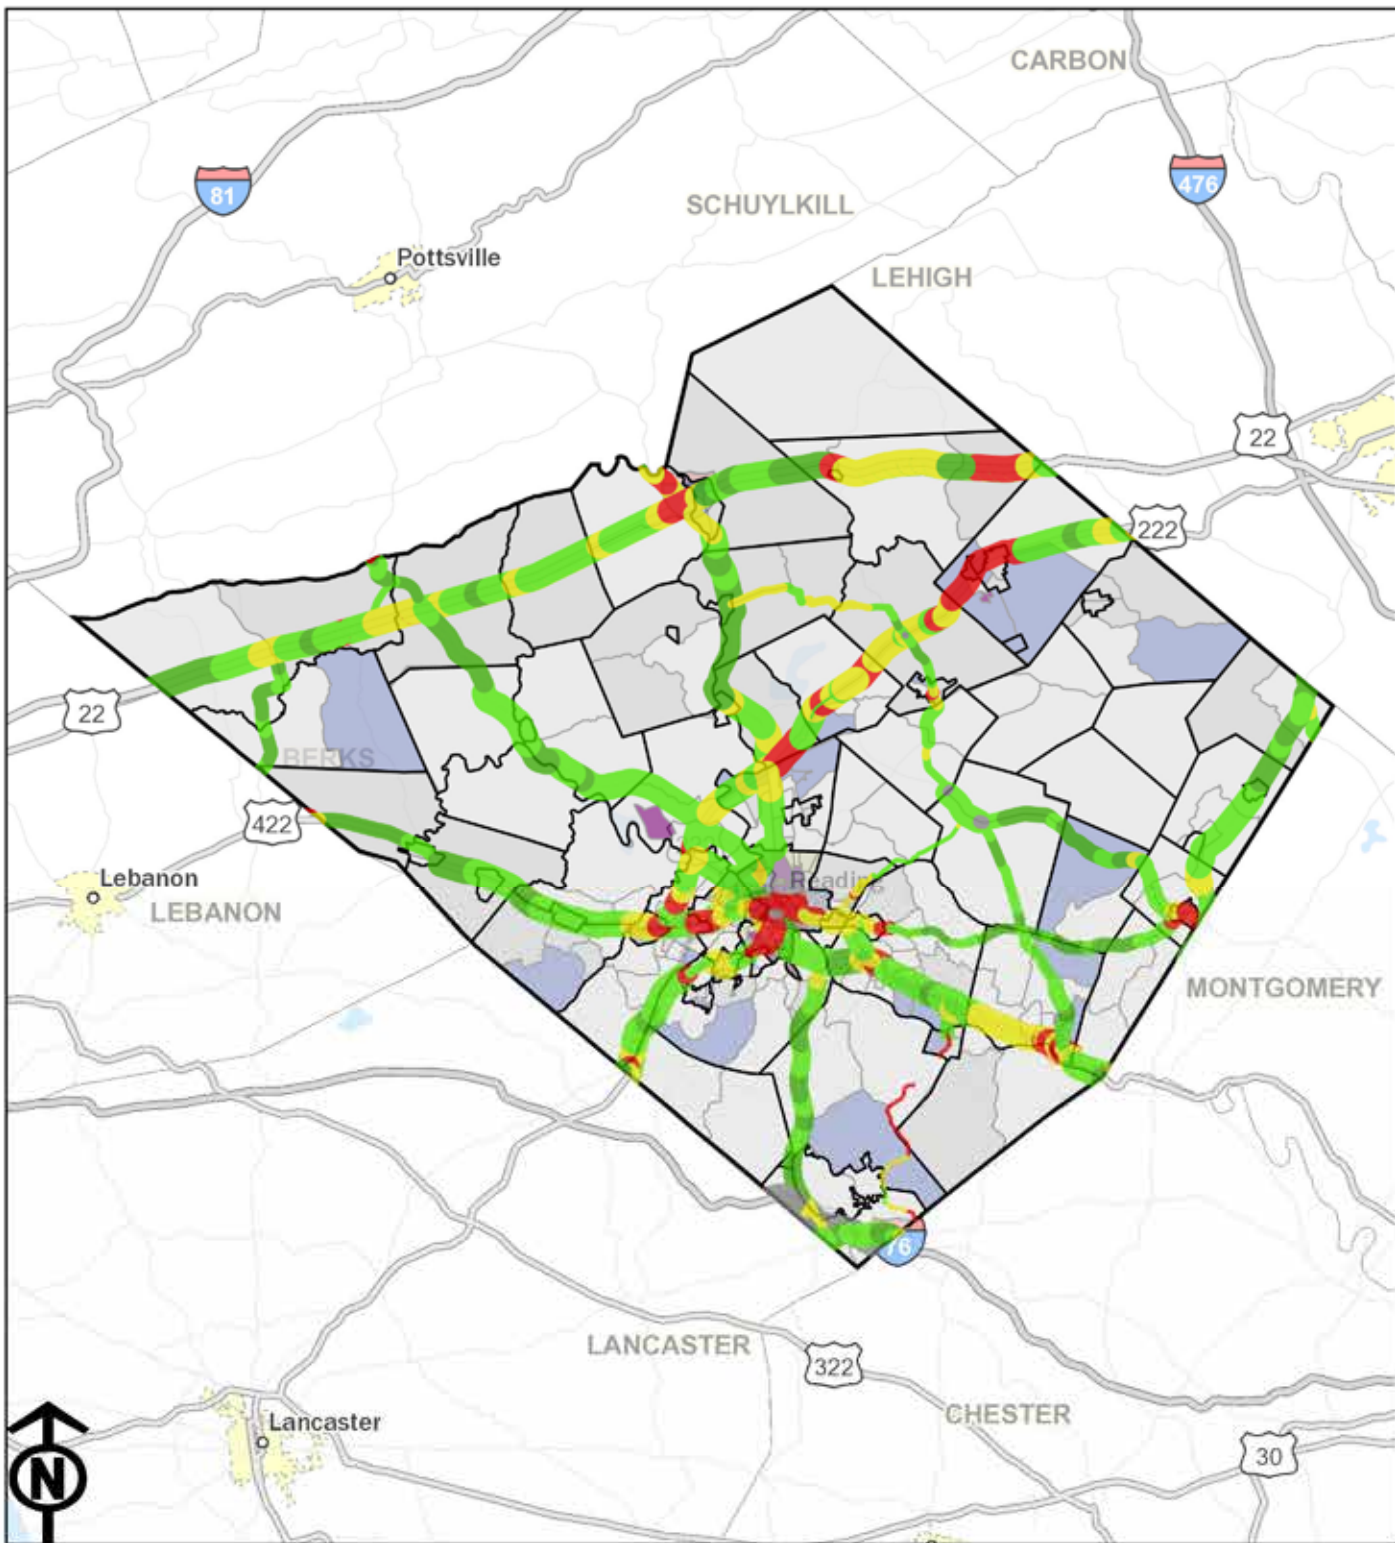 CARBON
81
476
SCHUYLKILL
Pottsville
LEHIGH
22
222
22
BERKS
422
Lebanon
Reading
LEBANON
MONTGOMERY
76
LANCASTER
322
CHESTER
Lancaster
30
N